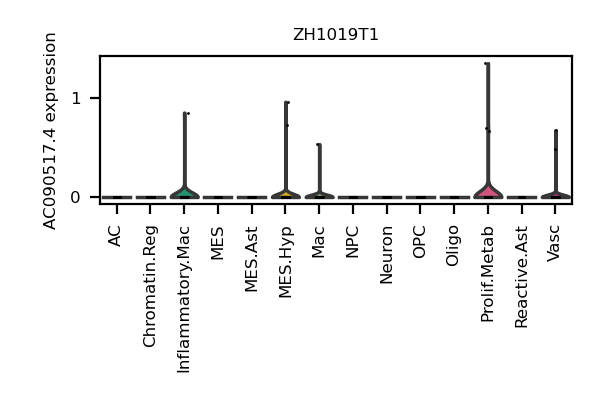 ZH1019T1
AC090517.4 expression
1
0
AC
Chromatin.Reg
Inflammatory.Mac
MES
MES.Ast
MES.Hyp
Mac
NPC
Neuron
OPC
Oligo
Prolif.Metab
Reactive.Ast
Vasc